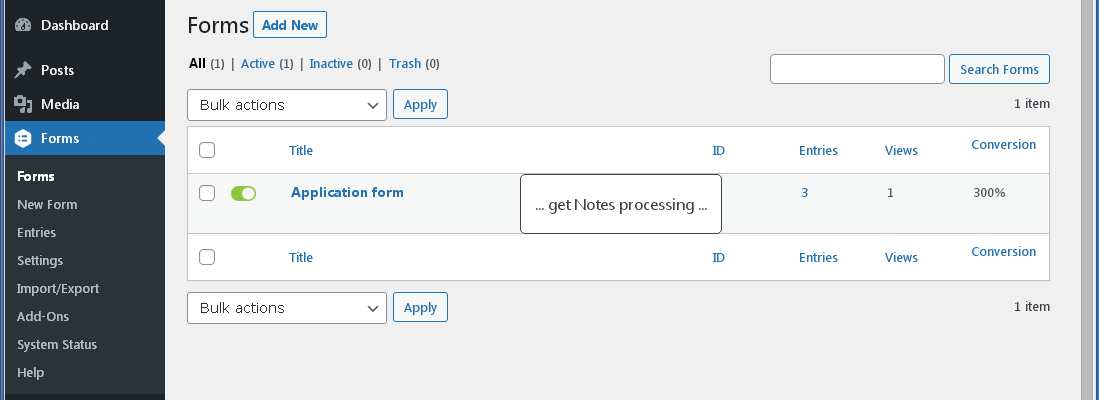 Dashboard
Posts
Media
Forms
Forms
New Form
Entries
Settings
Import/Export
Add-Ons
System Status
Help
Forms Add New
All (1) | Active (1) | Inactive (0) | Trash (0)
Search Forms
Bulk actions Apply
1 item
Title ID Entries Views Conversion
Application form 3 1 300%
... get Notes processing ...
Title ID Entries Views Conversion
Bulk actions Apply
1 item